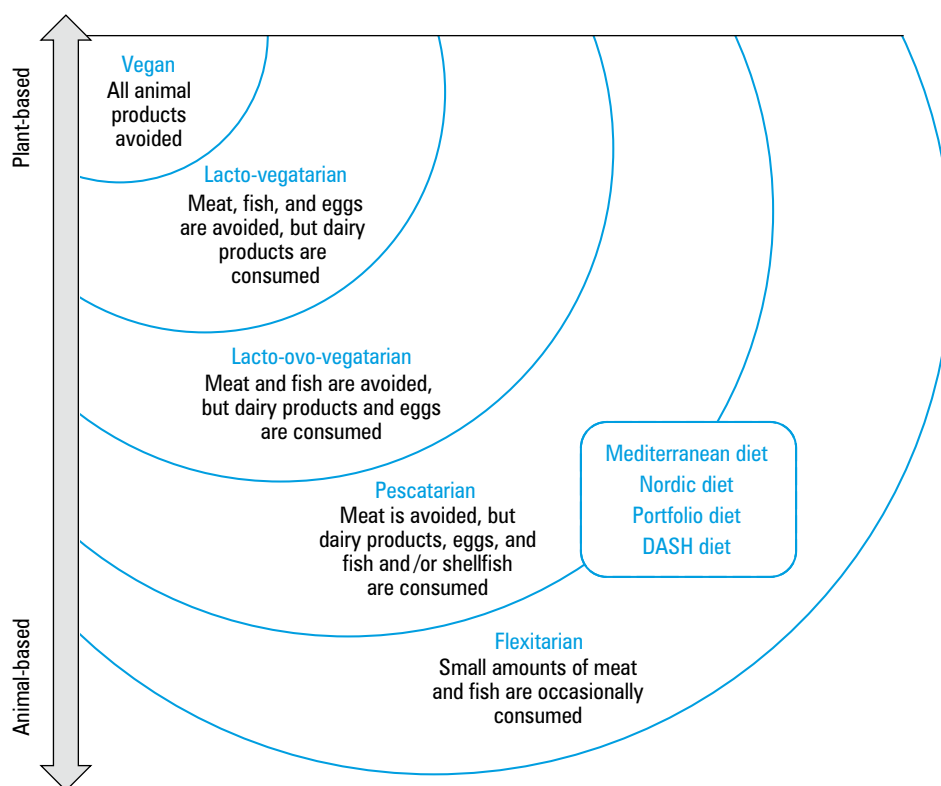 Plant-based
Vegan
All animal
products
avoided
Lacto-vegatarian
Meat, fish, and eggs
are avoided, but dairy
products are
consumed
Lacto-ovo-vegatarian
Meat and fish are avoided,
but dairy products and eggs
are consumed
Pescatarian
Meat is avoided, but
dairy products, eggs, and
fish and/or shellfish
are consumed
Mediterranean diet
Nordic diet
Portfolio diet
DASH diet
Flexitarian
Small amounts of meat
and fish are occasionally
consumed
Animal-based